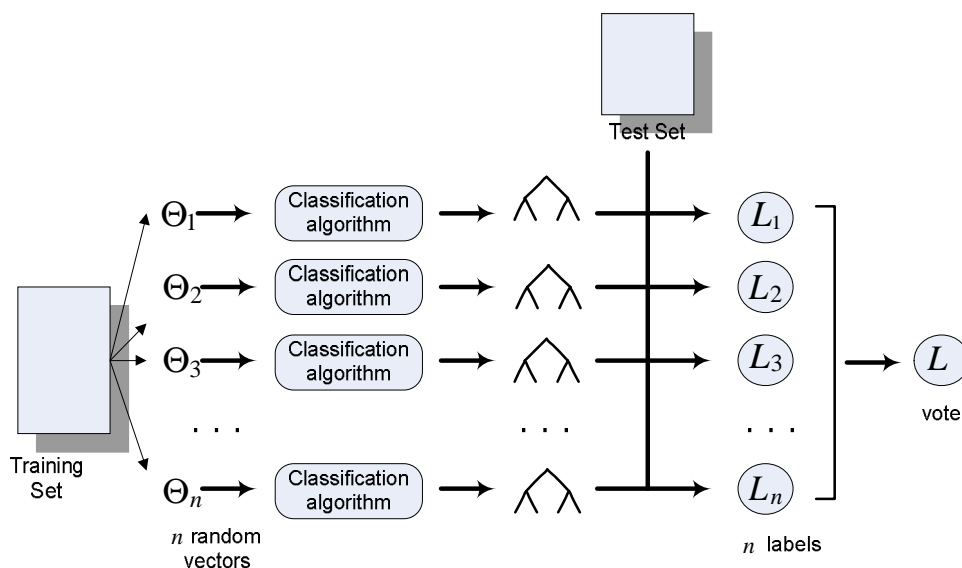 Test Set
Θ1
Classification
algorithm
L1
Θ2
Classification
algorithm
L2
Θ3
Classification
algorithm
L3
L
vote
. . .
. . .
. . .
Training
Set
Θn
Classification
algorithm
Ln
n random
vectors
n labels